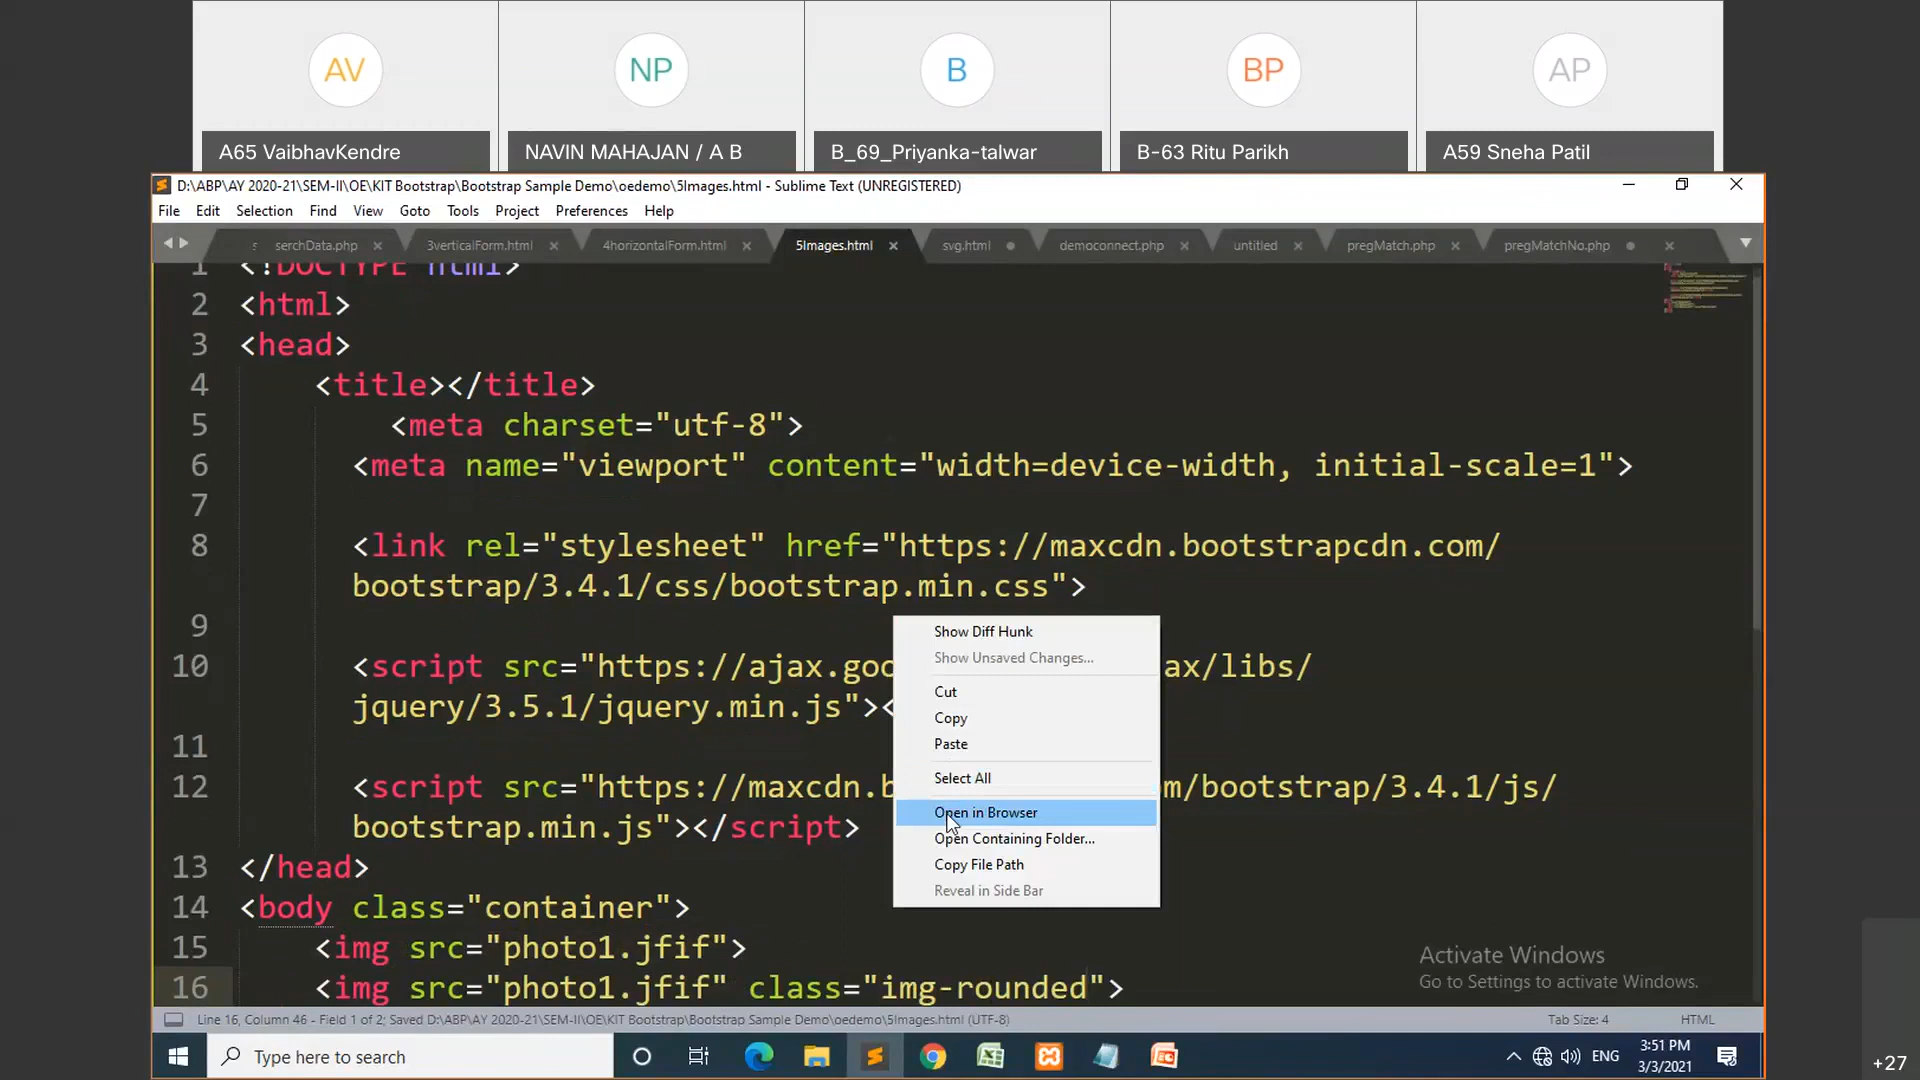 AV
NP
B
BP
AP
A65 VaibhavKendre
NAVIN MAHAJAN / A B
B_69_Priyanka-talwar
B-63 Ritu Parikh
A59 Sneha Patil
D:\ABP\AY 2020-21\SEM-II\OE\KIT Bootstrap\Bootstrap Sample Demo\oedemo\5Images.html - Sublime Text (UNREGISTERED)
File Edit Selection Find View Goto Tools Project Preferences Help
serchData.php 3verticalForm.html 4horizontalForm.html 5Images.html svg.html democonnect.php untitled pregMatch.php pregMatchNo.php
1 <!DOCTYPE html>
2 <html>
3 <head>
4 <title></title>
5 <meta charset="utf-8">
6 <meta name="viewport" content="width=device-width, initial-scale=1">
7
8 <link rel="stylesheet" href="https://maxcdn.bootstrapcdn.com/
bootstrap/3.4.1/css/bootstrap.min.css">
9
10 <script src="https://ajax.goo ax/libs/
jquery/3.5.1/jquery.min.js"><
11
12 <script src="https://maxcdn.b m/bootstrap/3.4.1/js/
bootstrap.min.js"></script>
13 </head>
14 <body class="container">
15 <img src="photo1.jfif">
16 <img src="photo1.jfif" class="img-rounded">
Show Diff Hunk
Show Unsaved Changes...
Cut
Copy
Paste
Select All
Open in Browser
Open Containing Folder...
Copy File Path
Reveal in Side Bar
Activate Windows
Go to Settings to activate Windows.
Line 16, Column 46 - Field 1 of 2; Saved D:\ABP\AY 2020-21\SEM-II\OE\KIT Bootstrap\Bootstrap Sample Demo\oedemo\5Images.html (UTF-8)
Tab Size: 4
HTML
Type here to search
ENG
3:51 PM
3/3/2021
+27